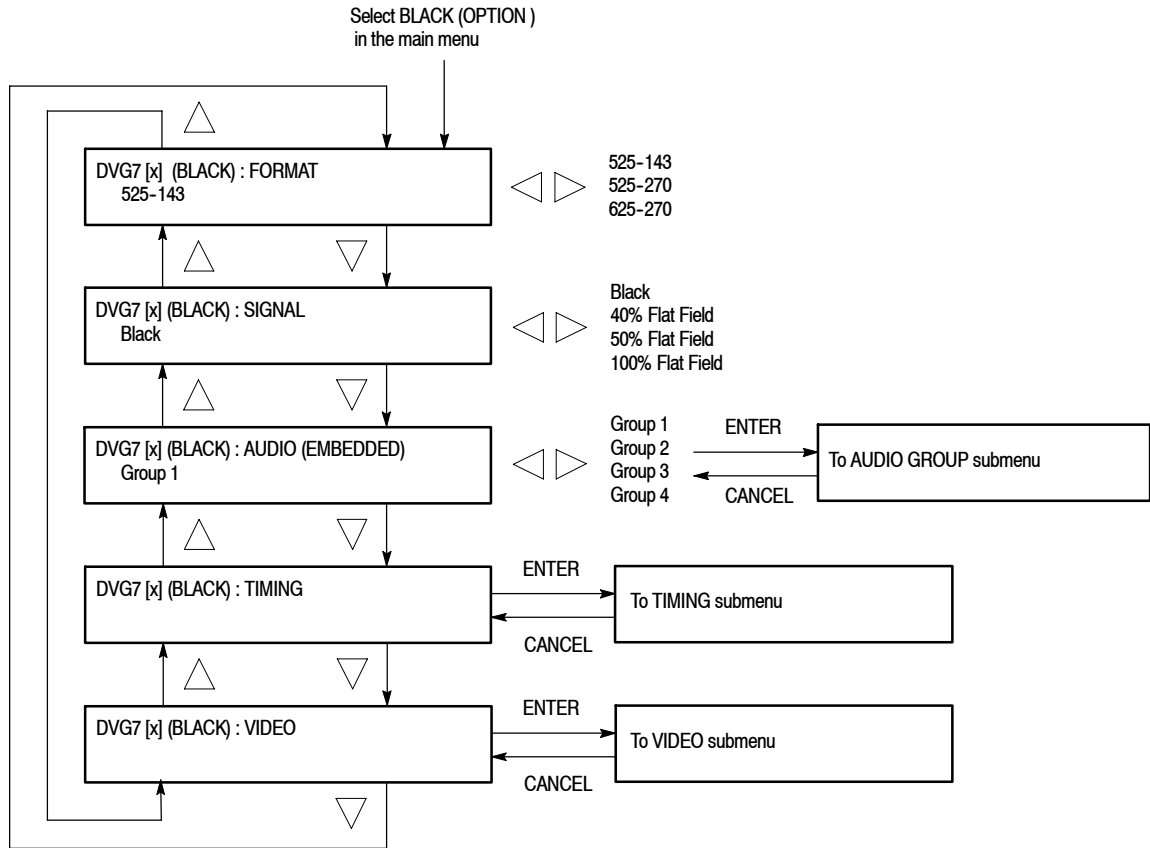 Select BLACK (OPTION )
in the main menu
DVG7 [x] (BLACK) : FORMAT
525-143
525-143
525-270
625-270
DVG7 [x] (BLACK) : SIGNAL
Black
Black
40% Flat Field
50% Flat Field
100% Flat Field
DVG7 [x] (BLACK) : AUDIO (EMBEDDED)
Group 1
Group 1
Group 2
Group 3
Group 4
ENTER
CANCEL
To AUDIO GROUP submenu
DVG7 [x] (BLACK) : TIMING
ENTER
CANCEL
To TIMING submenu
DVG7 [x] (BLACK) : VIDEO
ENTER
CANCEL
To VIDEO submenu